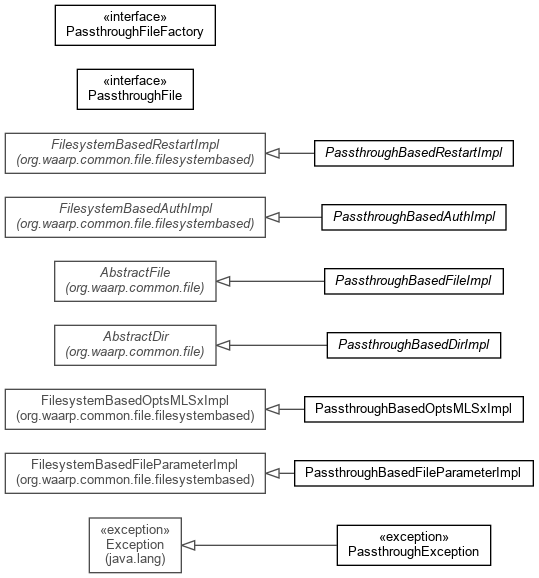 «interface»
PassthroughFileFactory
«interface»
PassthroughFile
FilesystemBasedRestartImpl
(org.waarp.common.file.filesystembased)
PassthroughBasedRestartImpl
FilesystemBasedAuthImpl
(org.waarp.common.file.filesystembased)
PassthroughBasedAuthImpl
AbstractFile
(org.waarp.common.file)
PassthroughBasedFileImpl
AbstractDir
(org.waarp.common.file)
PassthroughBasedDirImpl
FilesystemBasedOptsMLSxImpl
(org.waarp.common.file.filesystembased)
PassthroughBasedOptsMLSxImpl
FilesystemBasedFileParameterImpl
(org.waarp.common.file.filesystembased)
PassthroughBasedFileParameterImpl
«exception»
Exception
(java.lang)
«exception»
PassthroughException